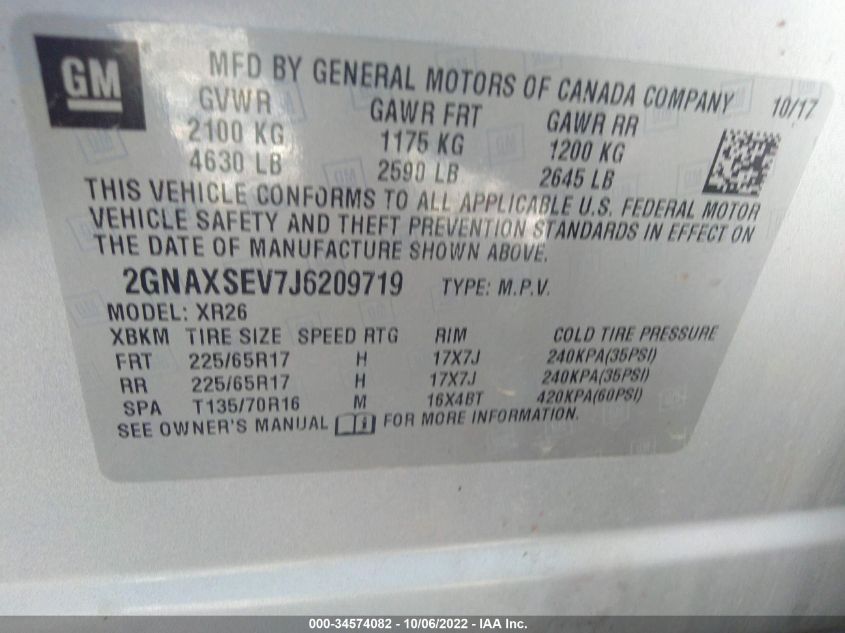 GM
MFD BY GENERAL MOTORS OF CANADA COMPANY 10/17
GVWR GAWR FRT GAWR RR
2100 KG 1175 KG 1200 KG
4630 LB 2590 LB 2645 LB
THIS VEHICLE CONFORMS TO ALL APPLICABLE U.S. FEDERAL MOTOR
VEHICLE SAFETY AND THEFT PREVENTION STANDARDS IN EFFECT ON
THE DATE OF MANUFACTURE SHOWN ABOVE.
2GNAXSEV7J6209719 TYPE: M.P.V.
MODEL: XR26
XBKM TIRE SIZE SPEED RTG RIM COLD TIRE PRESSURE
FRT 225/65R17 H 17X7J 240KPA(35PSI)
RR 225/65R17 H 17X7J 240KPA(35PSI)
SPA T135/70R16 M 16X4BT 420KPA(60PSI)
SEE OWNER'S MANUAL FOR MORE INFORMATION.
000-34574082 - 10/06/2022 - IAA Inc.